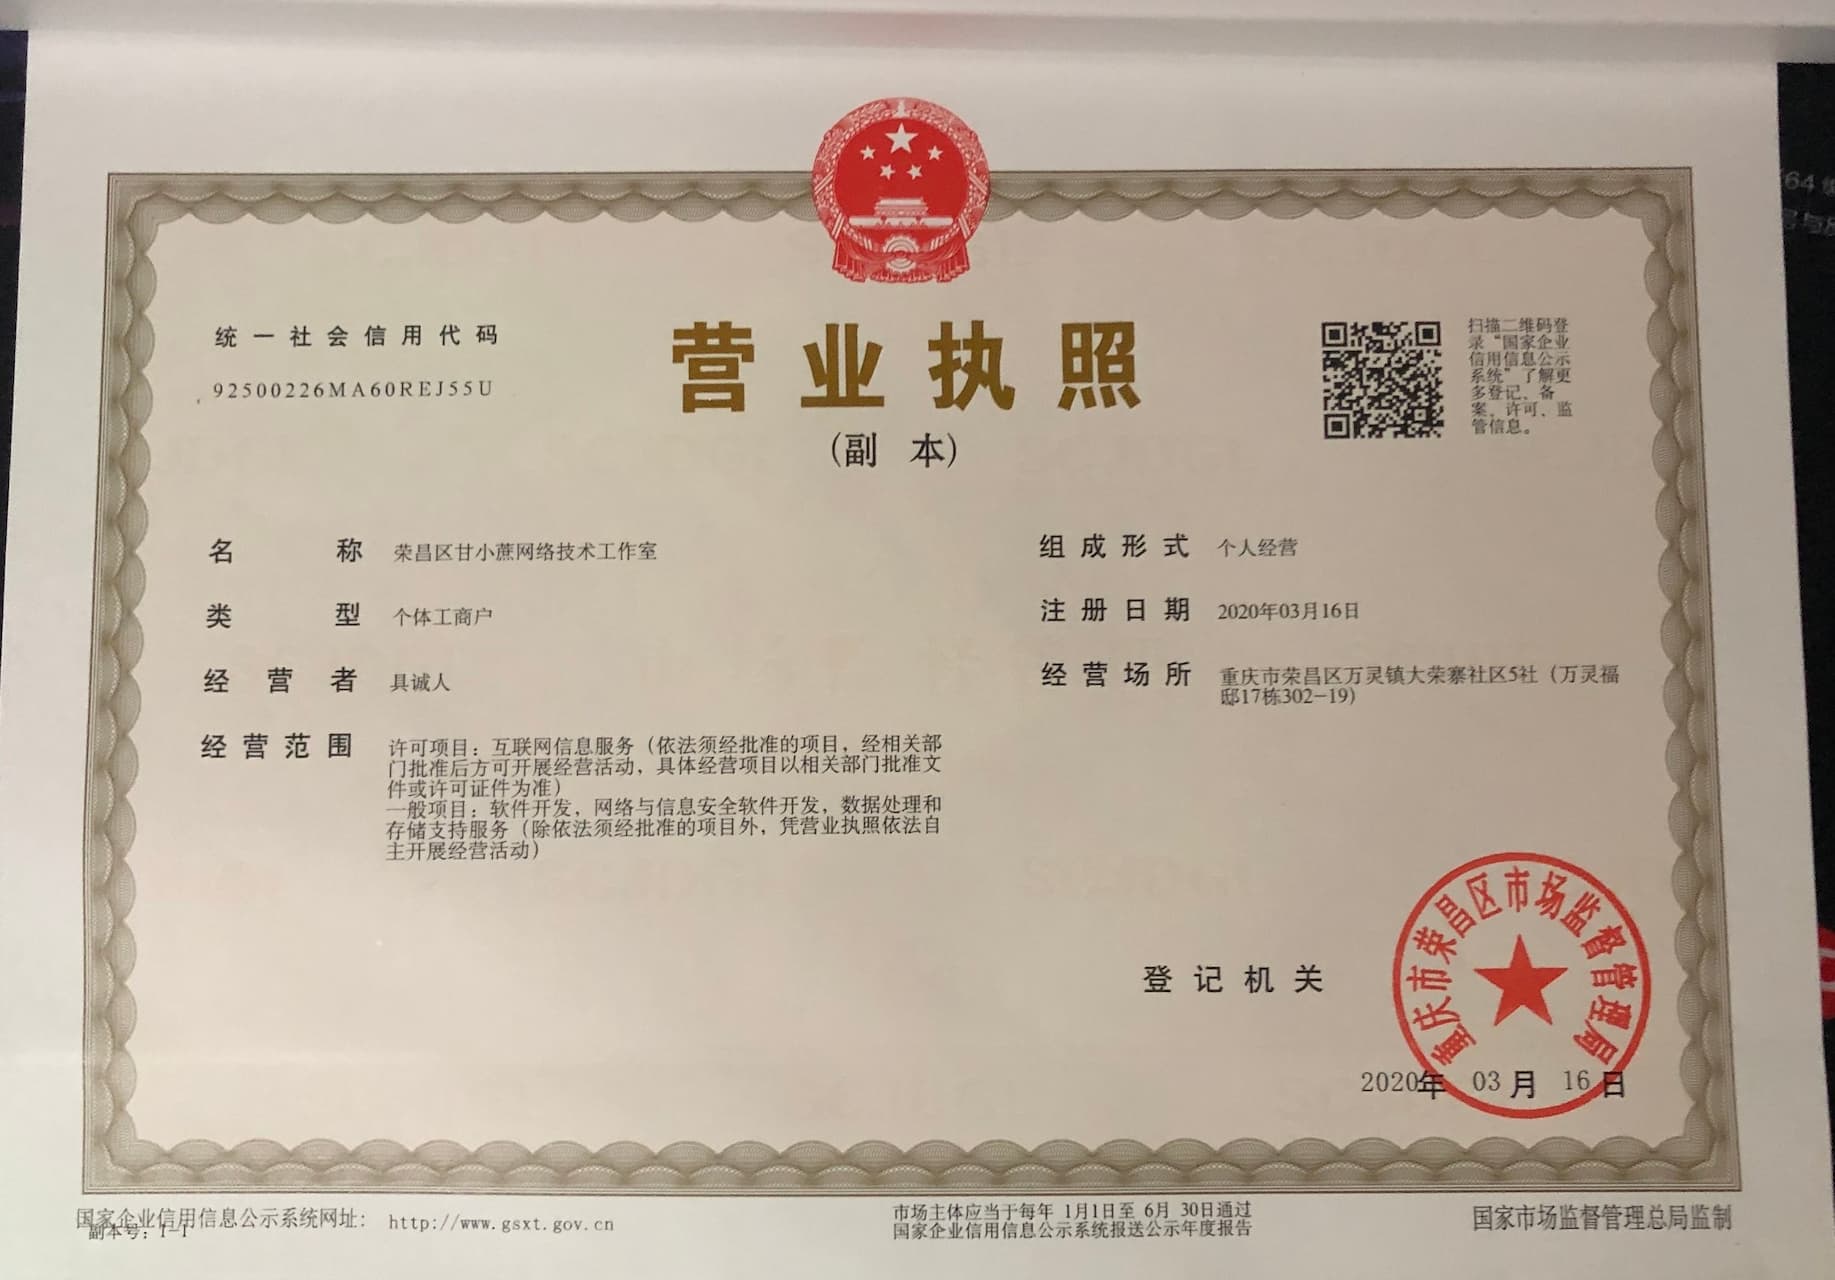 统一社会信用代码
92500226MA60REJ55U
营业执照
(副 本)
扫描二维码登
录“国家企业
信用信息公示
系统”了解更
多登记、备
案、许可、监
管信息。
名 称 荣昌区甘小蔗网络技术工作室
类 型 个体工商户
经 营 者 具诚人
经 营 范 围 许可项目：互联网信息服务（依法须经批准的项目，经相关部
门批准后方可开展经营活动，具体经营项目以相关部门批准文
件或许可证件为准）
一般项目：软件开发，网络与信息安全软件开发，数据处理和
存储支持服务（除依法须经批准的项目外，凭营业执照依法自
主开展经营活动）
组 成 形 式 个人经营
注 册 日 期 2020年03月16日
经 营 场 所 重庆市荣昌区万灵镇大荣寨社区5社（万灵福
邸17栋302-19）
登 记 机 关
重庆市荣昌区市场监督管理局
2020年 03 月 16 日
国家企业信用信息公示系统网址： http://www.gsxt.gov.cn
副本号：1-1
市场主体应当于每年 1月1日至 6月 30日通过
国家企业信用信息公示系统报送公示年度报告
国家市场监督管理总局监制
64